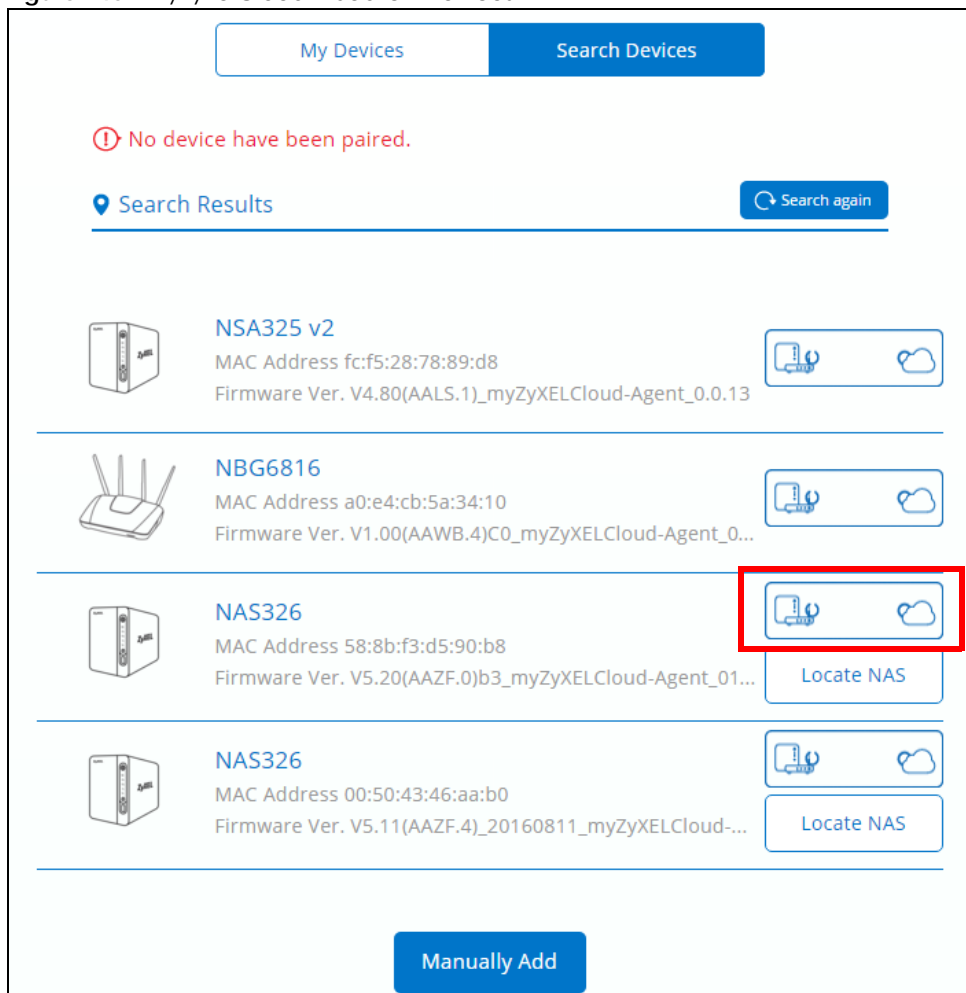 My Devices
Search Devices
No device have been paired.
Search Results
Search again
NSA325 v2
MAC Address fc:f5:28:78:89:d8
Firmware Ver. V4.80(AALS.1)_myZyXELCloud-Agent_0.0.13
NBG6816
MAC Address a0:e4:cb:5a:34:10
Firmware Ver. V1.00(AAWB.4)C0_myZyXELCloud-Agent_0...
NAS326
MAC Address 58:8b:f3:d5:90:b8
Firmware Ver. V5.20(AAZF.0)b3_myZyXELCloud-Agent_01...
Locate NAS
NAS326
MAC Address 00:50:43:46:aa:b0
Firmware Ver. V5.11(AAZF.4)_20160811_myZyXELCloud-...
Locate NAS
Manually Add